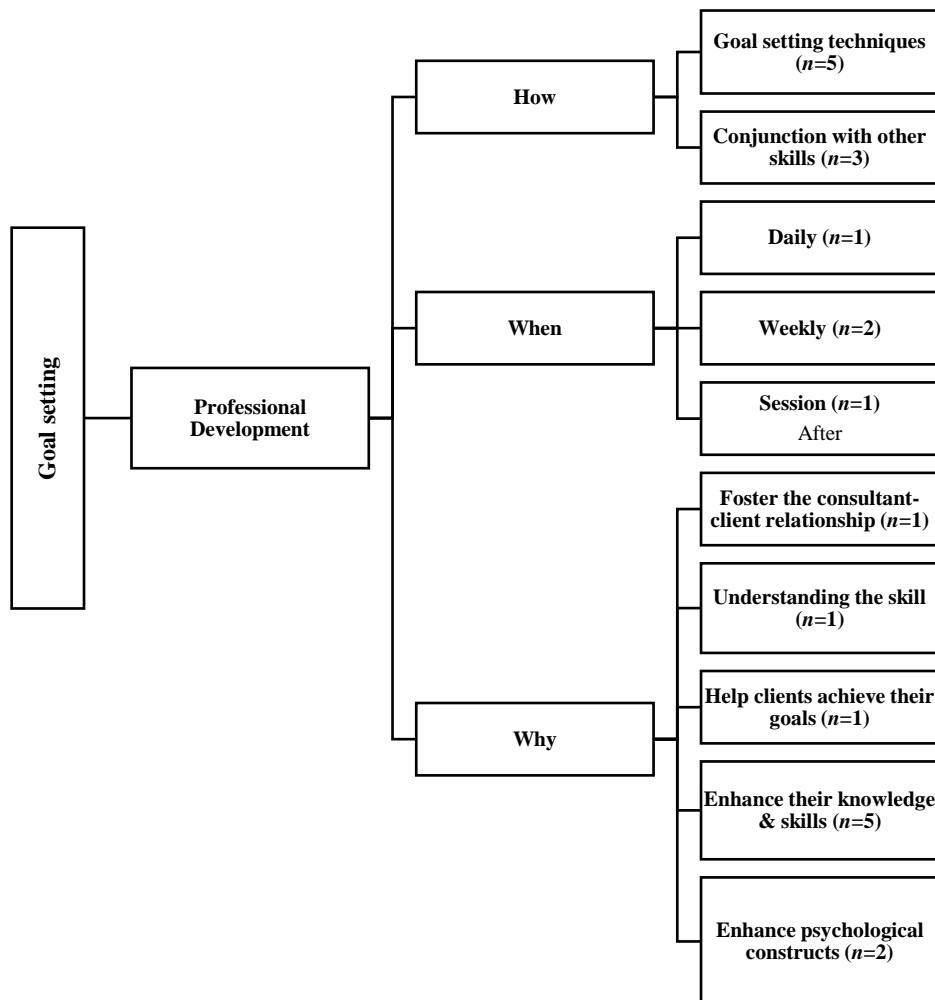 Goal setting
Professional
Development
How
Goal setting techniques
(n=5)
Conjunction with other
skills (n=3)
When
Daily (n=1)
Weekly (n=2)
Session (n=1)
After
Why
Foster the consultant-
client relationship (n=1)
Understanding the skill
(n=1)
Help clients achieve their
goals (n=1)
Enhance their knowledge
& skills (n=5)
Enhance psychological
constructs (n=2)